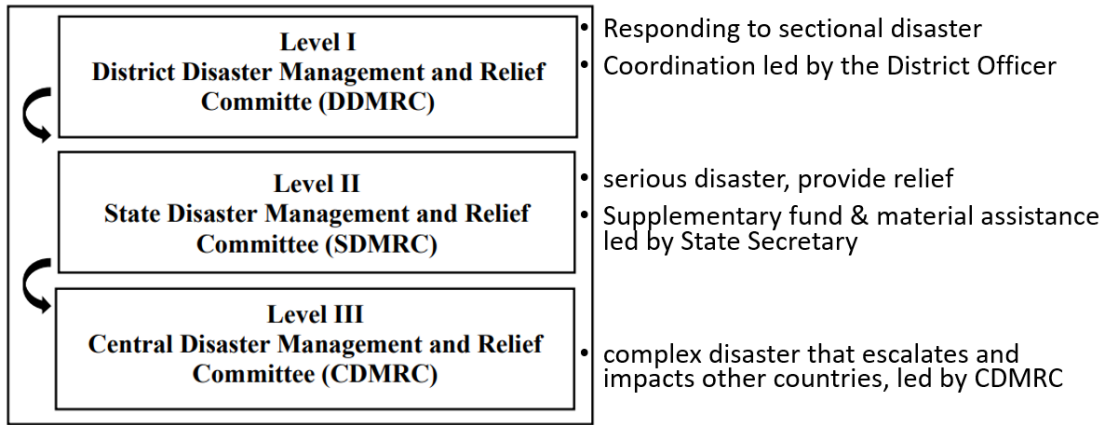 Level I
District Disaster Management and Relief
Committe (DDMRC)
• Responding to sectional disaster
• Coordination led by the District Officer
Level II
State Disaster Management and Relief
Committee (SDMRC)
• serious disaster, provide relief
• Supplementary fund & material assistance
led by State Secretary
Level III
Central Disaster Management and Relief
Committee (CDMRC)
• complex disaster that escalates and
impacts other countries, led by CDMRC